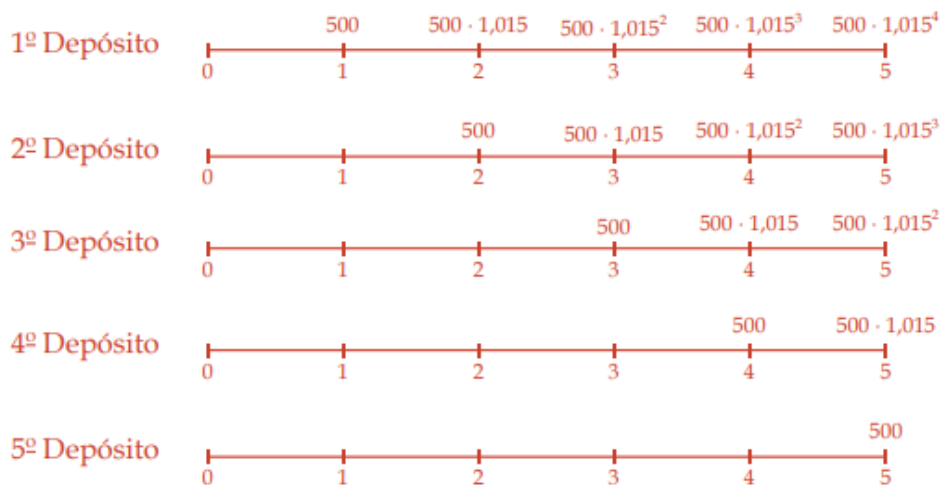 500 500 · 1,015 500 · 1,015² 500 · 1,015³ 500 · 1,015⁴
1º Depósito
0 1 2 3 4 5
500 500 · 1,015 500 · 1,015² 500 · 1,015³
2º Depósito
0 1 2 3 4 5
500 500 · 1,015 500 · 1,015²
3º Depósito
0 1 2 3 4 5
500 500 · 1,015
4º Depósito
0 1 2 3 4 5
500
5º Depósito
0 1 2 3 4 5